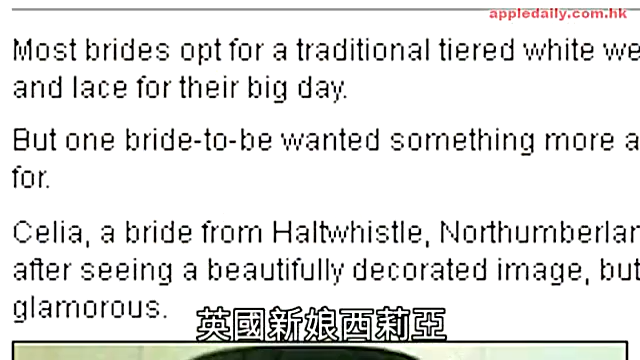 appledaily.com.hk
Most brides opt for a traditional tiered white
and lace for their big day.
But one bride-to-be wanted something more
for.
Celia, a bride from Haltwhistle,
after seeing a beautifully decorated image, but
glamorous.
英國新娘西莉亞